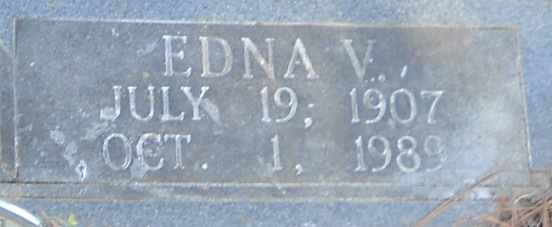 EDNA V.
JULY 19, 1907
OCT. 1, 1989